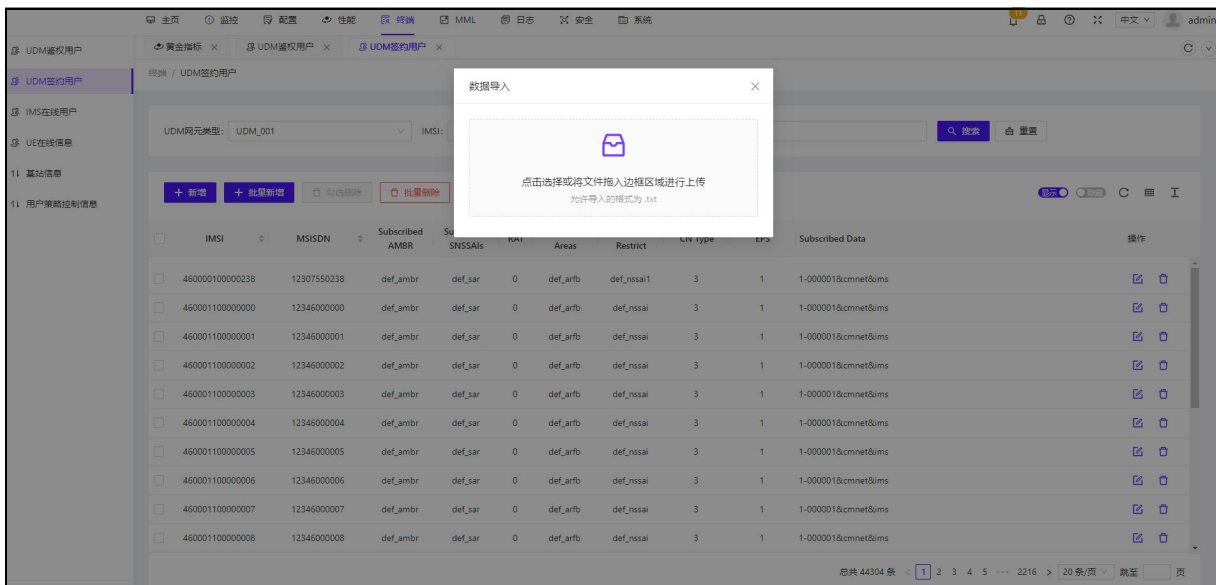 主页 监控 配置 性能 终端 MML 日志 安全 系统 11 中文 admin
UDM鉴权用户
UDM签约用户
IMS在线用户
UE在线信息
基站信息
用户策略控制信息
黄金指标 UDM鉴权用户 UDM签约用户
终端 / UDM签约用户
数据导入
点击选择或将文件拖入边框区域进行上传
允许导入的格式为 .txt
UDM网元类型: UDM_001 IMSI: 搜索 重置
新增 批量新增 勾选删除 批量删除 显示
IMSI MSISDN Subscribed AMBR SNSSAIs RAT Areas Restrict CN Type EPS Subscribed Data 操作
460000100000238 12307550238 def_ambr def_sar 0 def_arfb def_nssai1 3 1 1-000001&cmnet&ims
460001100000000 12346000000 def_ambr def_sar 0 def_arfb def_nssai 3 1 1-000001&cmnet&ims
460001100000001 12346000001 def_ambr def_sar 0 def_arfb def_nssai 3 1 1-000001&cmnet&ims
460001100000002 12346000002 def_ambr def_sar 0 def_arfb def_nssai 3 1 1-000001&cmnet&ims
460001100000003 12346000003 def_ambr def_sar 0 def_arfb def_nssai 3 1 1-000001&cmnet&ims
460001100000004 12346000004 def_ambr def_sar 0 def_arfb def_nssai 3 1 1-000001&cmnet&ims
460001100000005 12346000005 def_ambr def_sar 0 def_arfb def_nssai 3 1 1-000001&cmnet&ims
460001100000006 12346000006 def_ambr def_sar 0 def_arfb def_nssai 3 1 1-000001&cmnet&ims
460001100000007 12346000007 def_ambr def_sar 0 def_arfb def_nssai 3 1 1-000001&cmnet&ims
460001100000008 12346000008 def_ambr def_sar 0 def_arfb def_nssai 3 1 1-000001&cmnet&ims
总共 44304 条 < 1 2 3 4 5 ··· 2216 > 20 条/页 跳至 页